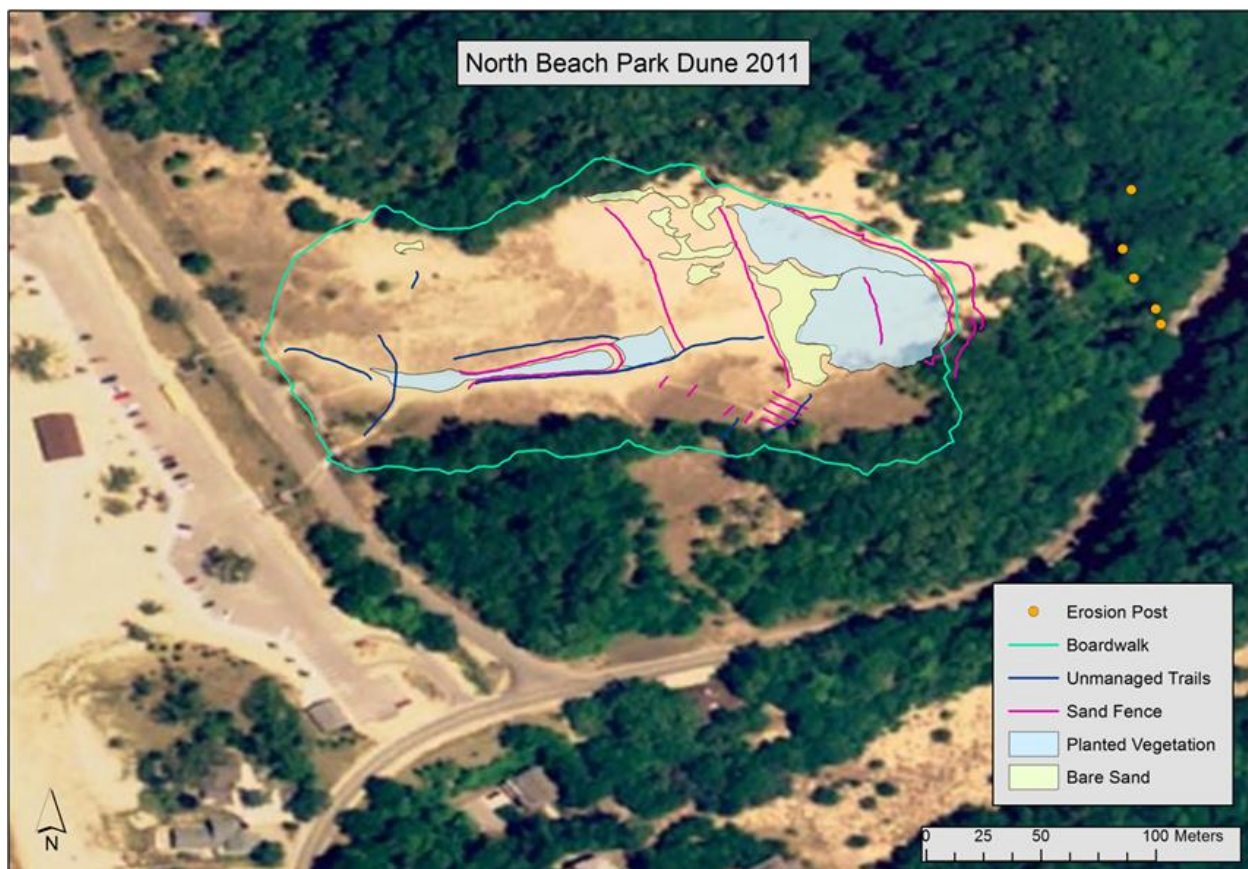 North Beach Park Dune 2011
Erosion Post
Boardwalk
Unmanaged Trails
Sand Fence
Planted Vegetation
Bare Sand
N
0 25 50 100 Meters